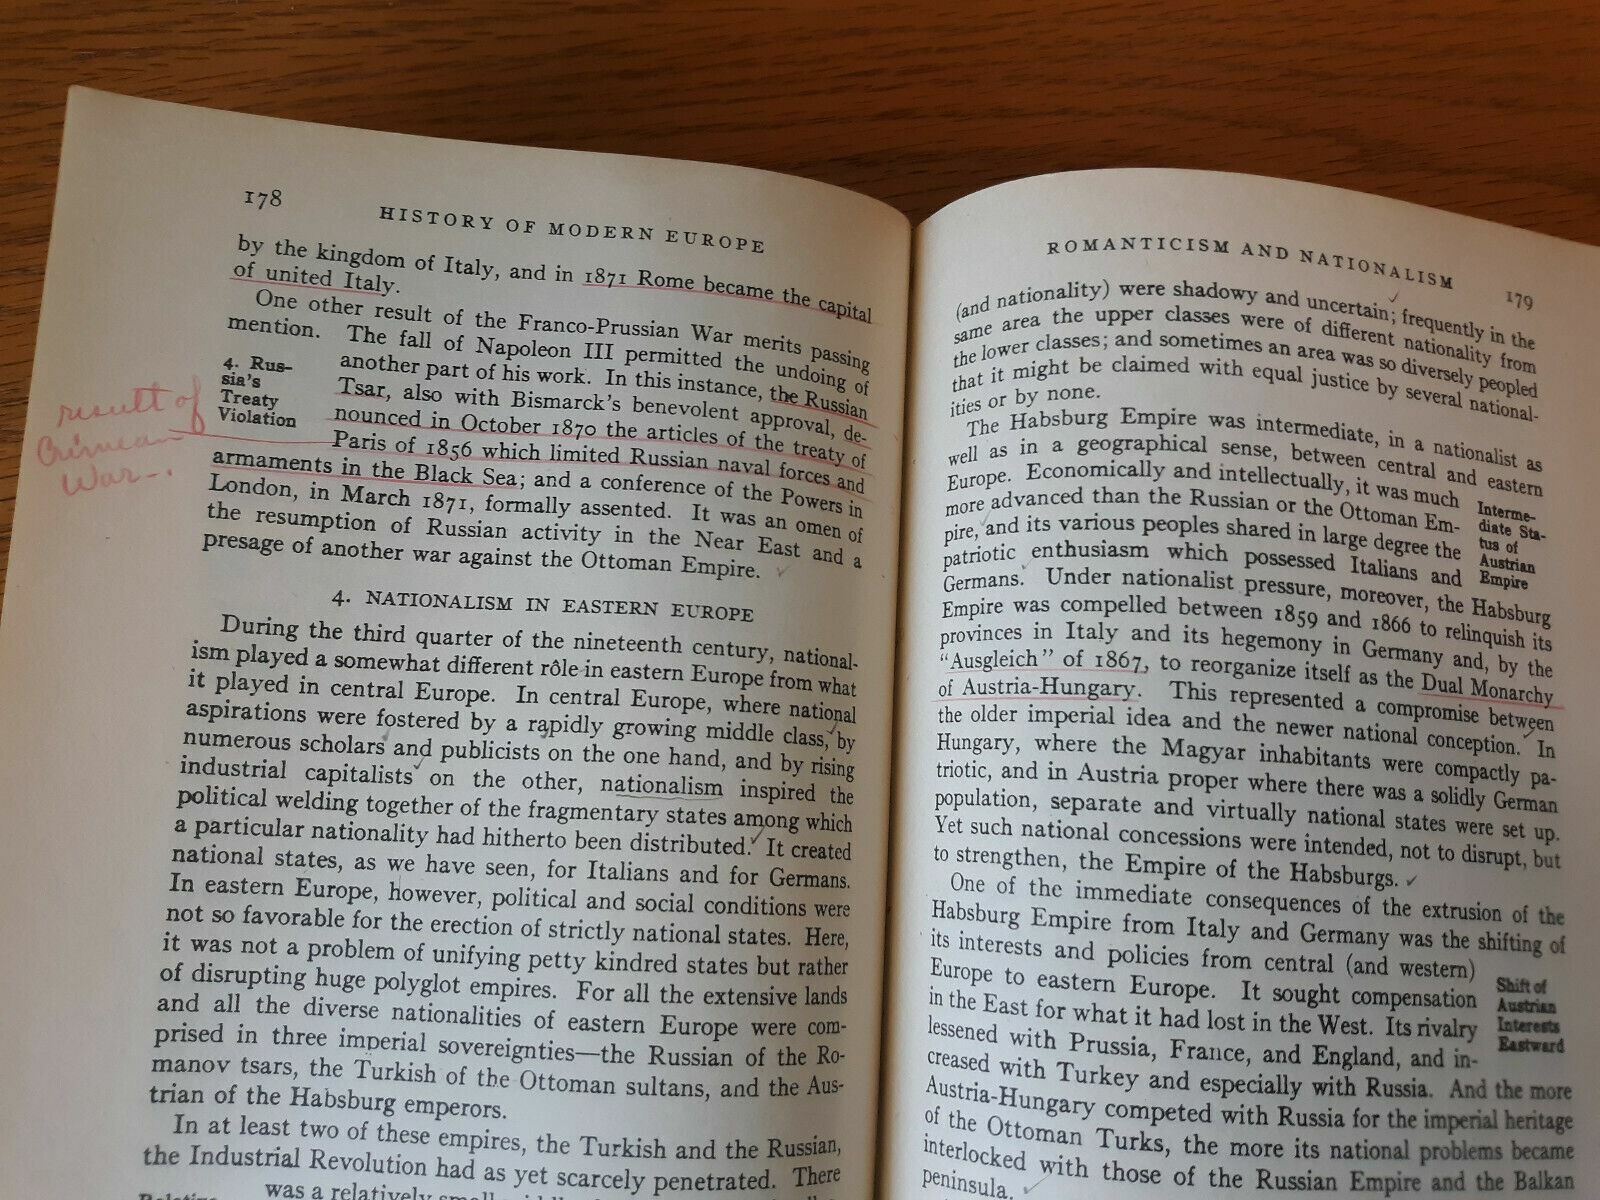 178
HISTORY OF MODERN EUROPE
by the kingdom of Italy, and in 1871 Rome became the capital
of united Italy.
One other result of the Franco-Prussian War merits passing
mention. The fall of Napoleon III permitted the undoing of
4. Rus-
sia's
Treaty
Violation
another part of his work. In this instance, the Russian
Tsar, also with Bismarck's benevolent approval, de-
nounced in October 1870 the articles of the treaty of
Paris of 1856 which limited Russian naval forces and
armaments in the Black Sea; and a conference of the Powers in
London, in March 1871, formally assented. It was an omen of
the resumption of Russian activity in the Near East and a
presage of another war against the Ottoman Empire.
result of
Crimean
War-.
4. NATIONALISM IN EASTERN EUROPE
During the third quarter of the nineteenth century, national-
ism played a somewhat different rôle in eastern Europe from what
it played in central Europe. In central Europe, where national
aspirations were fostered by a rapidly growing middle class, by
numerous scholars and publicists on the one hand, and by rising
industrial capitalists on the other, nationalism inspired the
political welding together of the fragmentary states among which
a particular nationality had hitherto been distributed. It created
national states, as we have seen, for Italians and for Germans.
In eastern Europe, however, political and social conditions were
not so favorable for the erection of strictly national states. Here,
it was not a problem of unifying petty kindred states but rather
of disrupting huge polyglot empires. For all the extensive lands
and all the diverse nationalities of eastern Europe were com-
prised in three imperial sovereignties—the Russian of the Ro-
manov tsars, the Turkish of the Ottoman sultans, and the Aus-
trian of the Habsburg emperors.
In at least two of these empires, the Turkish and the Russian,
the Industrial Revolution had as yet scarcely penetrated. There
was a relatively small
ROMANTICISM AND NATIONALISM
179
(and nationality) were shadowy and uncertain; frequently in the
same area the upper classes were of different nationality from
the lower classes; and sometimes an area was so diversely peopled
that it might be claimed with equal justice by several national-
ities or by none.
The Habsburg Empire was intermediate, in a nationalist as
well as in a geographical sense, between central and eastern
Europe. Economically and intellectually, it was much
more advanced than the Russian or the Ottoman Em-
pire, and its various peoples shared in large degree the
patriotic enthusiasm which possessed Italians and
Interme-
diate Sta-
tus of
Austrian
Empire
Germans. Under nationalist pressure, moreover, the Habsburg
Empire was compelled between 1859 and 1866 to relinquish its
provinces in Italy and its hegemony in Germany and, by the
"Ausgleich" of 1867, to reorganize itself as the Dual Monarchy
of Austria-Hungary. This represented a compromise between
the older imperial idea and the newer national conception. In
Hungary, where the Magyar inhabitants were compactly pa-
triotic, and in Austria proper where there was a solidly German
population, separate and virtually national states were set up.
Yet such national concessions were intended, not to disrupt, but
to strengthen, the Empire of the Habsburgs.
One of the immediate consequences of the extrusion of the
Habsburg Empire from Italy and Germany was the shifting of
its interests and policies from central (and western)
Europe to eastern Europe. It sought compensation
in the East for what it had lost in the West. Its rivalry
lessened with Prussia, France, and England, and in-
Shift of
Austrian
Interests
Eastward
creased with Turkey and especially with Russia. And the more
Austria-Hungary competed with Russia for the imperial heritage
of the Ottoman Turks, the more its national problems became
interlocked with those of the Russian Empire and the Balkan
peninsula.